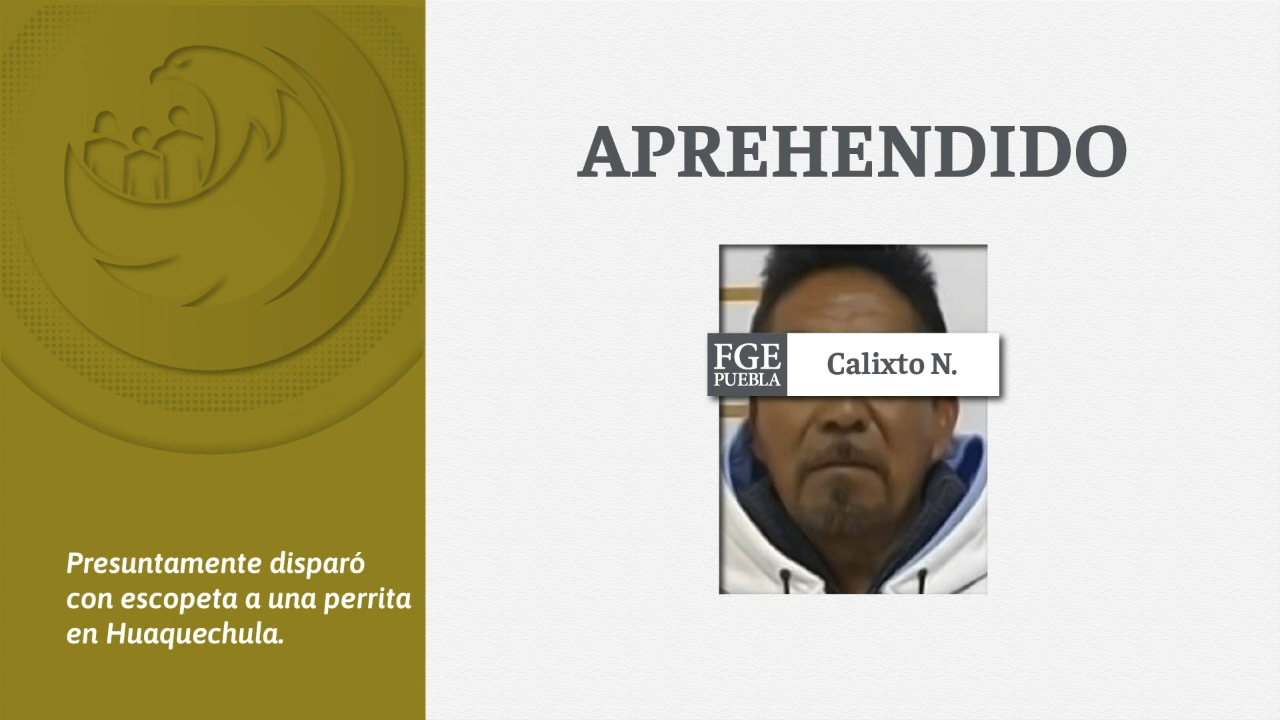 APREHENDIDO
FGE
PUEBLA
Calixto N.
Presuntamente disparó
con escopeta a una perrita
en Huaquechula.